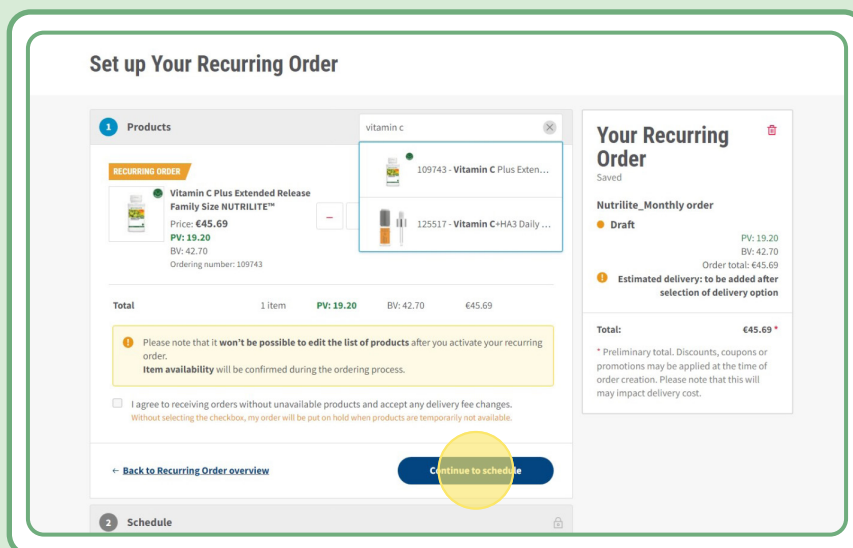 Set up Your Recurring Order
1 Products
vitamin c
109743 - Vitamin C Plus Exten...
125517 - Vitamin C+HA3 Daily ...
RECURRING ORDER
Vitamin C Plus Extended Release
Family Size NUTRILITE™
Price: €45.69
PV: 19.20
BV: 42.70
Ordering number: 109743
Total 1 item PV: 19.20 BV: 42.70 €45.69
Please note that it won't be possible to edit the list of products after you activate your recurring
order.
Item availability will be confirmed during the ordering process.
I agree to receiving orders without unavailable products and accept any delivery fee changes.
Without selecting the checkbox, my order will be put on hold when products are temporarily not available.
← Back to Recurring Order overview
Continue to schedule
2 Schedule
Your Recurring
Order
Saved
Nutrilite_Monthly order
Draft
PV: 19.20
BV: 42.70
Order total: €45.69
Estimated delivery: to be added after
selection of delivery option
Total: €45.69 *
* Preliminary total. Discounts, coupons or
promotions may be applied at the time of
order creation. Please note that this will
may impact delivery cost.